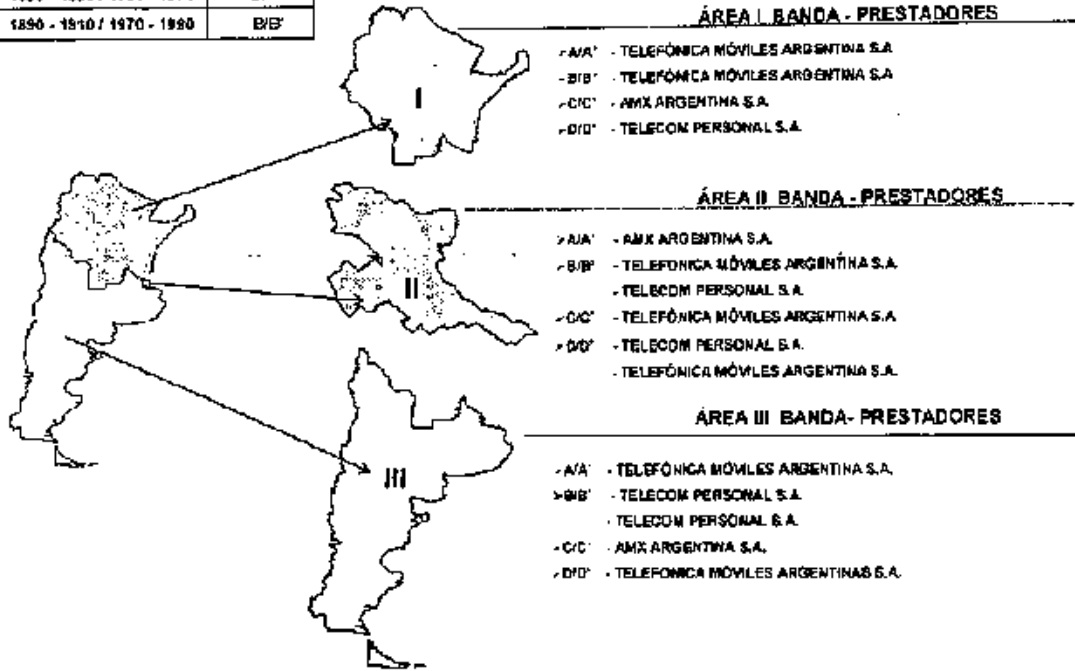 1890 - 1910 / 1970 - 1990 B/B'
ÁREA I BANDA - PRESTADORES
- A/A' - TELEFÓNICA MÓVILES ARGENTINA S.A
- B/B' - TELEFÓNICA MÓVILES ARGENTINA S.A
- C/C' - AMX ARGENTINA S.A.
- D/D' - TELECOM PERSONAL S.A.
I
ÁREA II BANDA - PRESTADORES
- A/A' - AMX ARGENTINA S.A.
- B/B' - TELEFONICA MÓVILES ARGENTINA S.A.
- TELECOM PERSONAL S.A.
- C/C' - TELEFÓNICA MÓVILES ARGENTINA S.A.
- D/D' - TELECOM PERSONAL S.A.
- TELEFÓNICA MÓVILES ARGENTINA S.A.
II
ÁREA III BANDA- PRESTADORES
- A/A' - TELEFÓNICA MÓVILES ARGENTINA S.A.
- B/B' - TELECOM PERSONAL S.A.
- TELECOM PERSONAL S.A.
- C/C' - AMX ARGENTINA S.A.
- D/D' - TELEFONICA MÓVILES ARGENTINAS S.A.
III